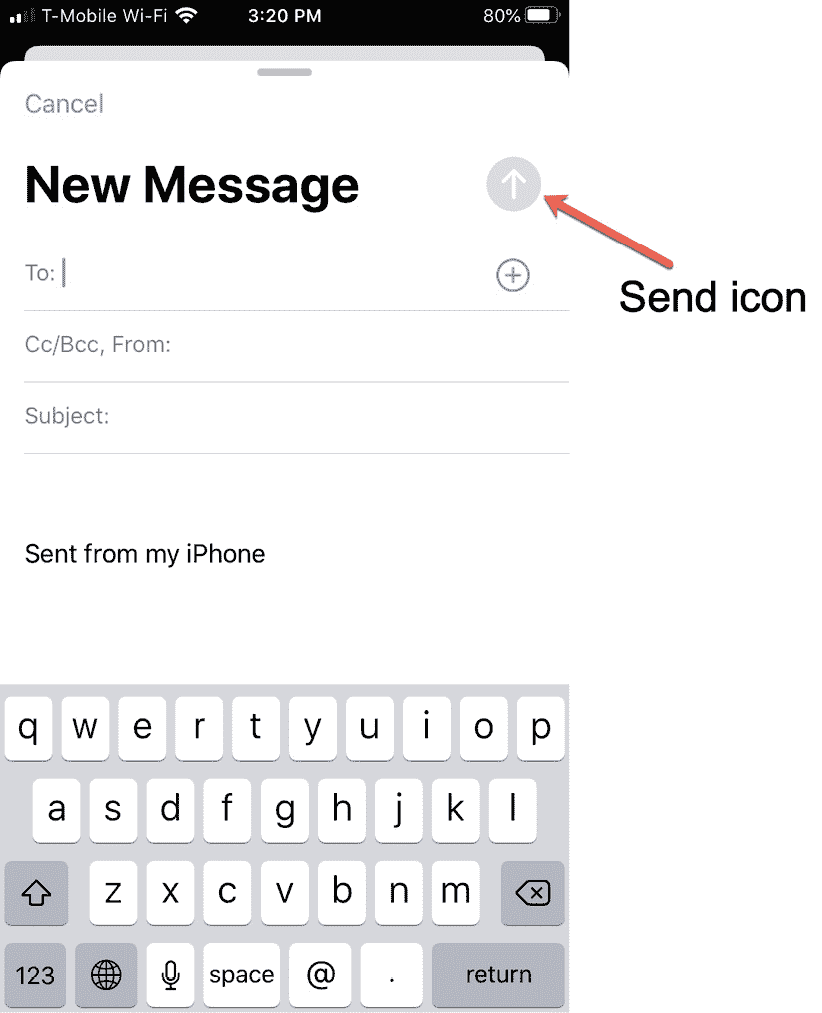 T-Mobile Wi-Fi 3:20 PM 80%
Cancel
New Message
To:
Send icon
Cc/Bcc, From:
Subject:
Sent from my iPhone
q w e r t y u i o p
a s d f g h j k l
z x c v b n m
123 space @ . return